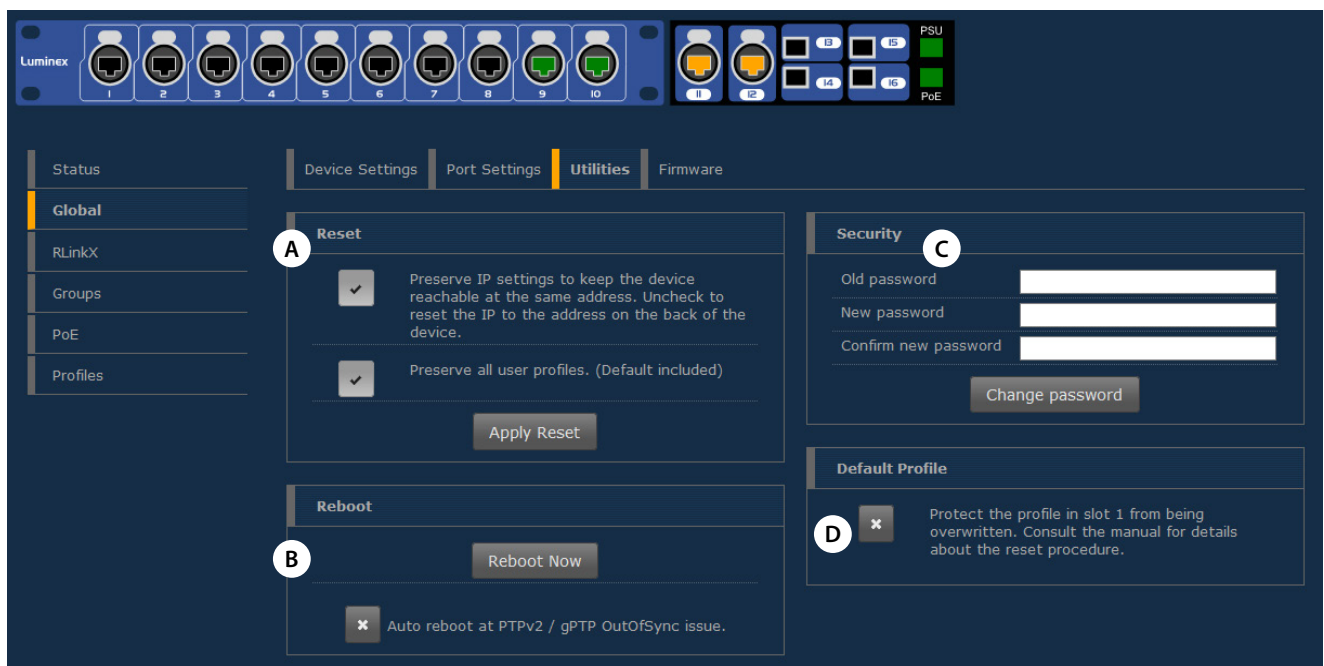 Luminex
1 2 3 4 5 6 7 8 9 10
11 12 13 14 15 16
PSU
PoE
Status
Global
RLinkX
Groups
PoE
Profiles
Device Settings Port Settings Utilities Firmware
A
Reset
Preserve IP settings to keep the device
reachable at the same address. Uncheck to
reset the IP to the address on the back of the
device.
Preserve all user profiles. (Default included)
Apply Reset
B
Reboot
Reboot Now
Auto reboot at PTPv2 / gPTP OutOfSync issue.
Security
C
Old password
New password
Confirm new password
Change password
Default Profile
D
Protect the profile in slot 1 from being
overwritten. Consult the manual for details
about the reset procedure.